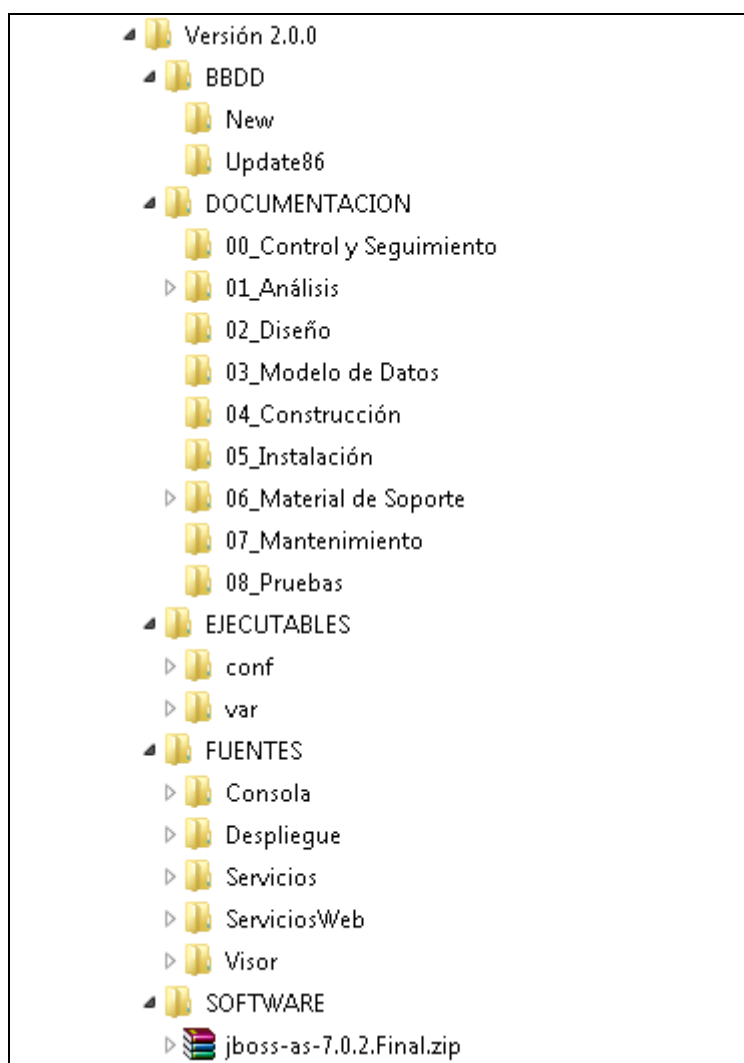 Versión 2.0.0
BBDD
New
Update86
DOCUMENTACION
00_Control y Seguimiento
01_Análisis
02_Diseño
03_Modelo de Datos
04_Construcción
05_Instalación
06_Material de Soporte
07_Mantenimiento
08_Pruebas
EJECUTABLES
conf
var
FUENTES
Consola
Despliegue
Servicios
ServiciosWeb
Visor
SOFTWARE
jboss-as-7.0.2.Final.zip